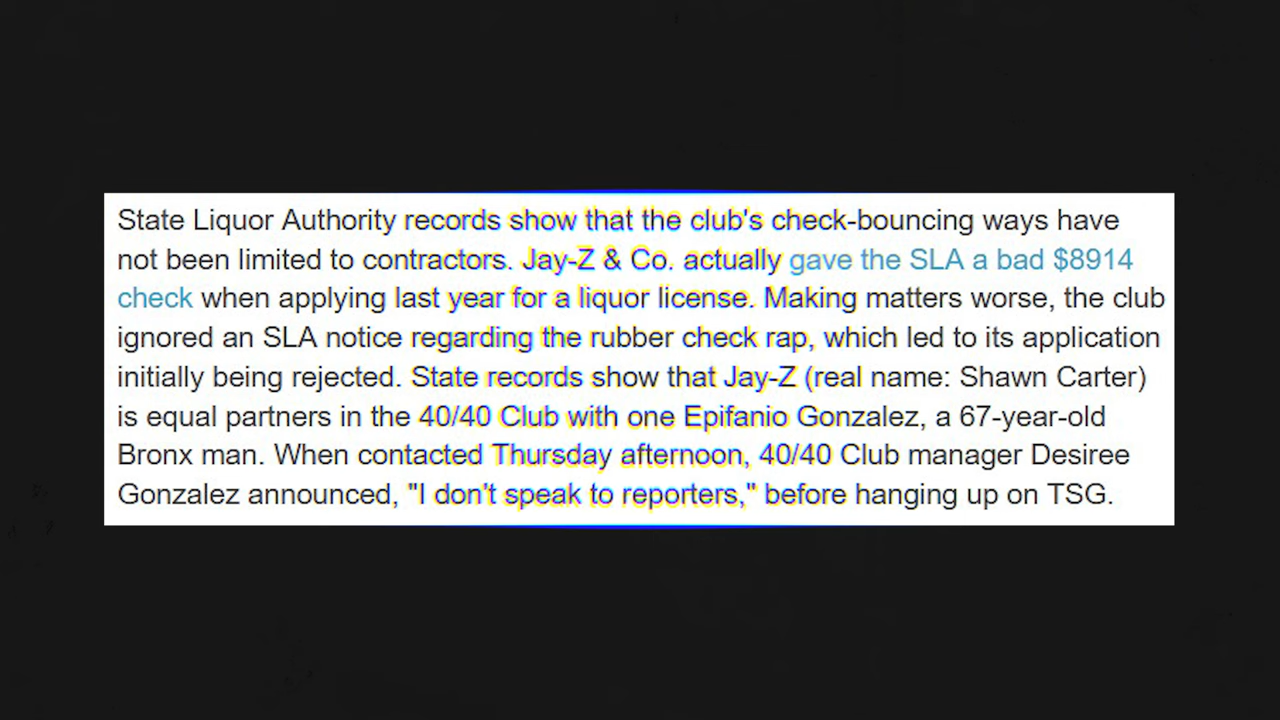 State Liquor Authority records show that the club's check-bouncing ways have
not been limited to contractors. Jay-Z & Co. actually gave the SLA a bad $8914
check when applying last year for a liquor license. Making matters worse, the club
ignored an SLA notice regarding the rubber check rap, which led to its application
initially being rejected. State records show that Jay-Z (real name: Shawn Carter)
is equal partners in the 40/40 Club with one Epifanio Gonzalez, a 67-year-old
Bronx man. When contacted Thursday afternoon, 40/40 Club manager Desiree
Gonzalez announced, "I don't speak to reporters," before hanging up on TSG.